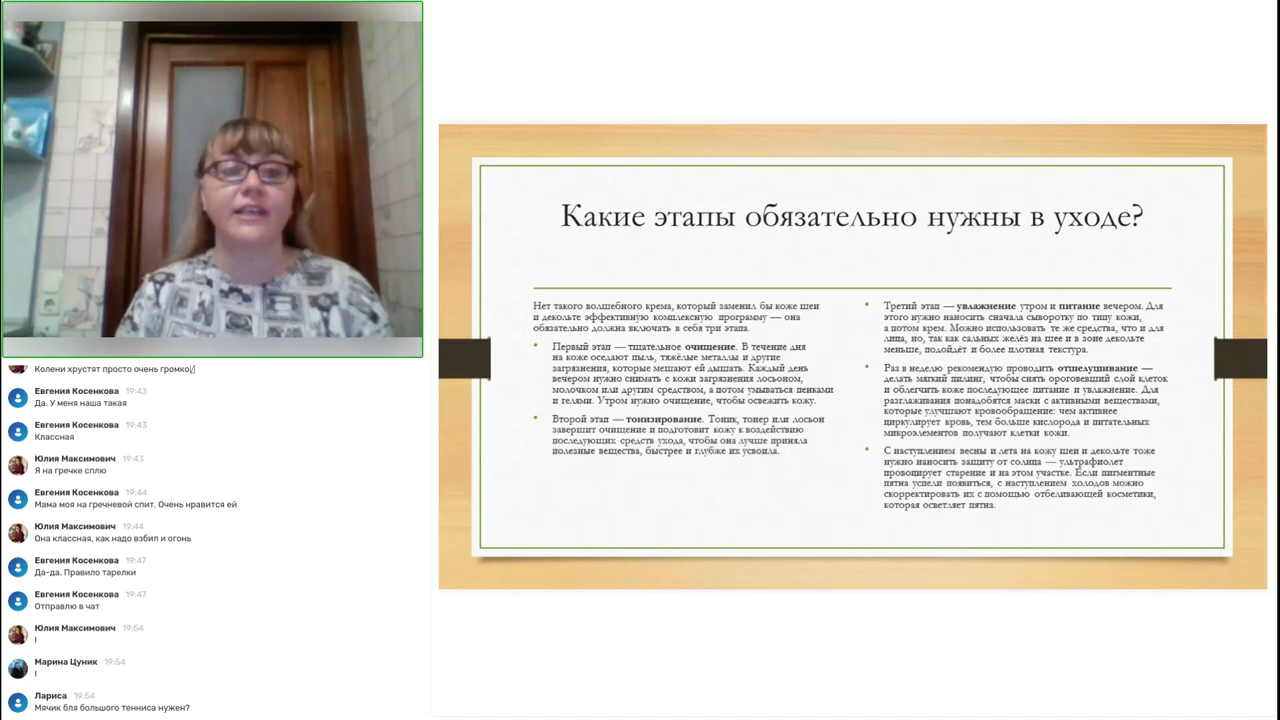 Колени хрустят просто очень громко
Евгения Косенкова 19:43
Да. У меня наша такая
Евгения Косенкова 19:43
Классная
Юлия Максимович 19:43
Я на гречке сплю
Евгения Косенкова 19:44
Мама моя на гречневой спит. Очень нравится ей
Юлия Максимович 19:44
Она классная, как надо взбил и огонь
Евгения Косенкова 19:47
Да-да. Правило тарелки
Евгения Косенкова 19:47
Отправлю в чат
Юлия Максимович 19:54
!
Марина Цуник 19:54
!
Лариса 19:54
Мячик бля большого тенниса нужен?
Какие этапы обязательно нужны в уходе?
Нет такого волшебного крема, который заменил бы коже шеи
и декольте эффективную комплексную программу — она
обязательно должна включать в себя три этапа.
• Первый этап — тщательное очищение. В течение дня
на коже оседают пыль, тяжёлые металлы и другие
загрязнения, которые мешают ей дышать. Каждый день
вечером нужно снимать с кожи загрязнения лосьоном,
молочком или другим средством, а потом умываться пенками
и гелями. Утром нужно очищение, чтобы освежить кожу.
• Второй этап — тонизирование. Тоник, тонер или лосьон
завершит очищение и подготовит кожу к воздействию
последующих средств ухода, чтобы она лучше приняла
полезные вещества, быстрее и глубже их усвоила.
• Третий этап — увлажнение утром и питание вечером. Для
этого нужно наносить сначала сыворотку по типу кожи,
а потом крем. Можно использовать те же средства, что и для
лица, но, так как сальных желёз на шее и в зоне декольте
меньше, подойдёт и более плотная текстура.
• Раз в неделю рекомендую проводить отшелушивание —
делать мягкий пилинг, чтобы снять ороговевший слой клеток
и облегчить коже последующее питание и увлажнение. Для
разглаживания понадобятся маски с активными веществами,
которые улучшают кровообращение: чем активнее
циркулирует кровь, тем больше кислорода и питательных
микроэлементов получают клетки кожи.
• С наступлением весны и лета на кожу шеи и декольте тоже
нужно наносить защиту от солнца — ультрафиолет
провоцирует старение и на этом участке. Если пигментные
пятна успели появиться, с наступлением холодов можно
скорректировать их с помощью отбеливающей косметики,
которая осветляет пятна.